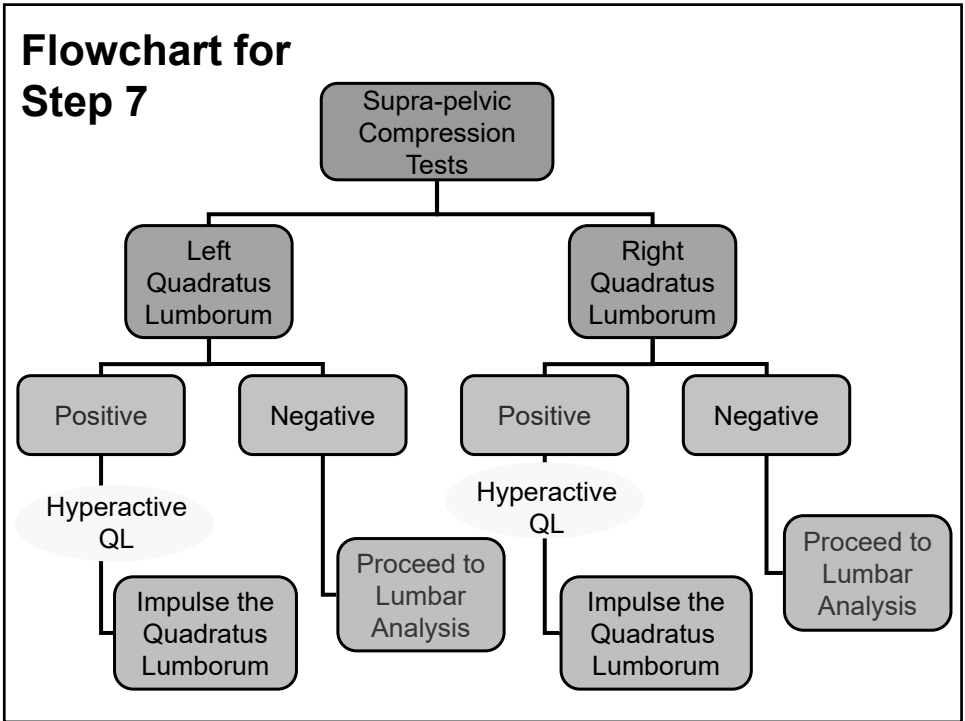 Flowchart for
Step 7
Supra-pelvic
Compression
Tests
Left
Quadratus
Lumborum
Right
Quadratus
Lumborum
Positive
Negative
Positive
Negative
Hyperactive
QL
Hyperactive
QL
Impulse the
Quadratus
Lumborum
Proceed to
Lumbar
Analysis
Impulse the
Quadratus
Lumborum
Proceed to
Lumbar
Analysis